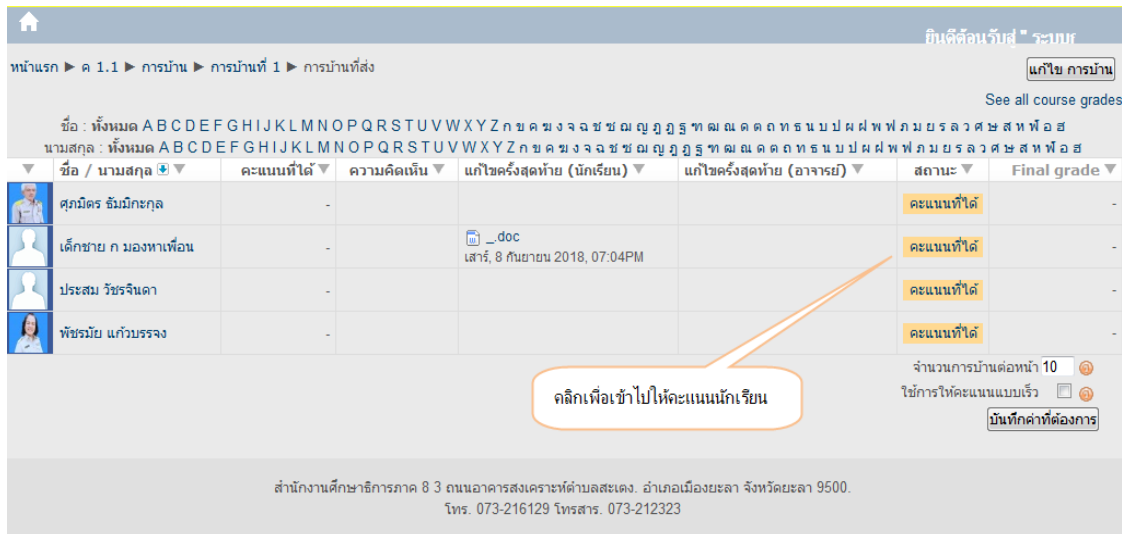 ยินดีต้อนรับสู่ " ระบบ
หน้าแรก ► ค 1.1 ► การบ้าน ► การบ้านที่ 1 ► การบ้านที่ส่ง
แก้ไข การบ้าน
See all course grades
ชื่อ : ทั้งหมด A B C D E F G H I J K L M N O P Q R S T U V W X Y Z ก ข ค ฆ ง จ ฉ ช ซ ฌ ญ ฎ ฏ ฐ ฑ ฒ ณ ด ต ถ ท ธ น บ ป ผ ฝ พ ฟ ภ ม ย ร ล ว ศ ษ ส ห ฬ อ ฮ
นามสกุล : ทั้งหมด A B C D E F G H I J K L M N O P Q R S T U V W X Y Z ก ข ค ฆ ง จ ฉ ช ซ ฌ ญ ฎ ฏ ฐ ฑ ฒ ณ ด ต ถ ท ธ น บ ป ผ ฝ พ ฟ ภ ม ย ร ล ว ศ ษ ส ห ฬ อ ฮ
ชื่อ / นามสกุล คะแนนที่ได้ ความคิดเห็น แก้ไขครั้งสุดท้าย (นักเรียน) แก้ไขครั้งสุดท้าย (อาจารย์) สถานะ Final grade
ศุภมิตร ธัมมิกะกุล - คะแนนที่ได้ -
เด็กชาย ก มองหาเพื่อน - _.doc คะแนนที่ได้ -
เสาร์, 8 กันยายน 2018, 07:04PM
ประสม วัชรจินดา - คะแนนที่ได้ -
พัชรมัย แก้วบรรจง - คะแนนที่ได้ -
จำนวนการบ้านต่อหน้า 10
คลิกเพื่อเข้าไปให้คะแนนนักเรียน
ใช้การให้คะแนนแบบเร็ว
บันทึกค่าที่ต้องการ
สำนักงานศึกษาธิการภาค 8 3 ถนนอาคารสงเคราะห์ตำบลสะเตง. อำเภอเมืองยะลา จังหวัดยะลา 9500.
โทร. 073-216129 โทรสาร. 073-212323